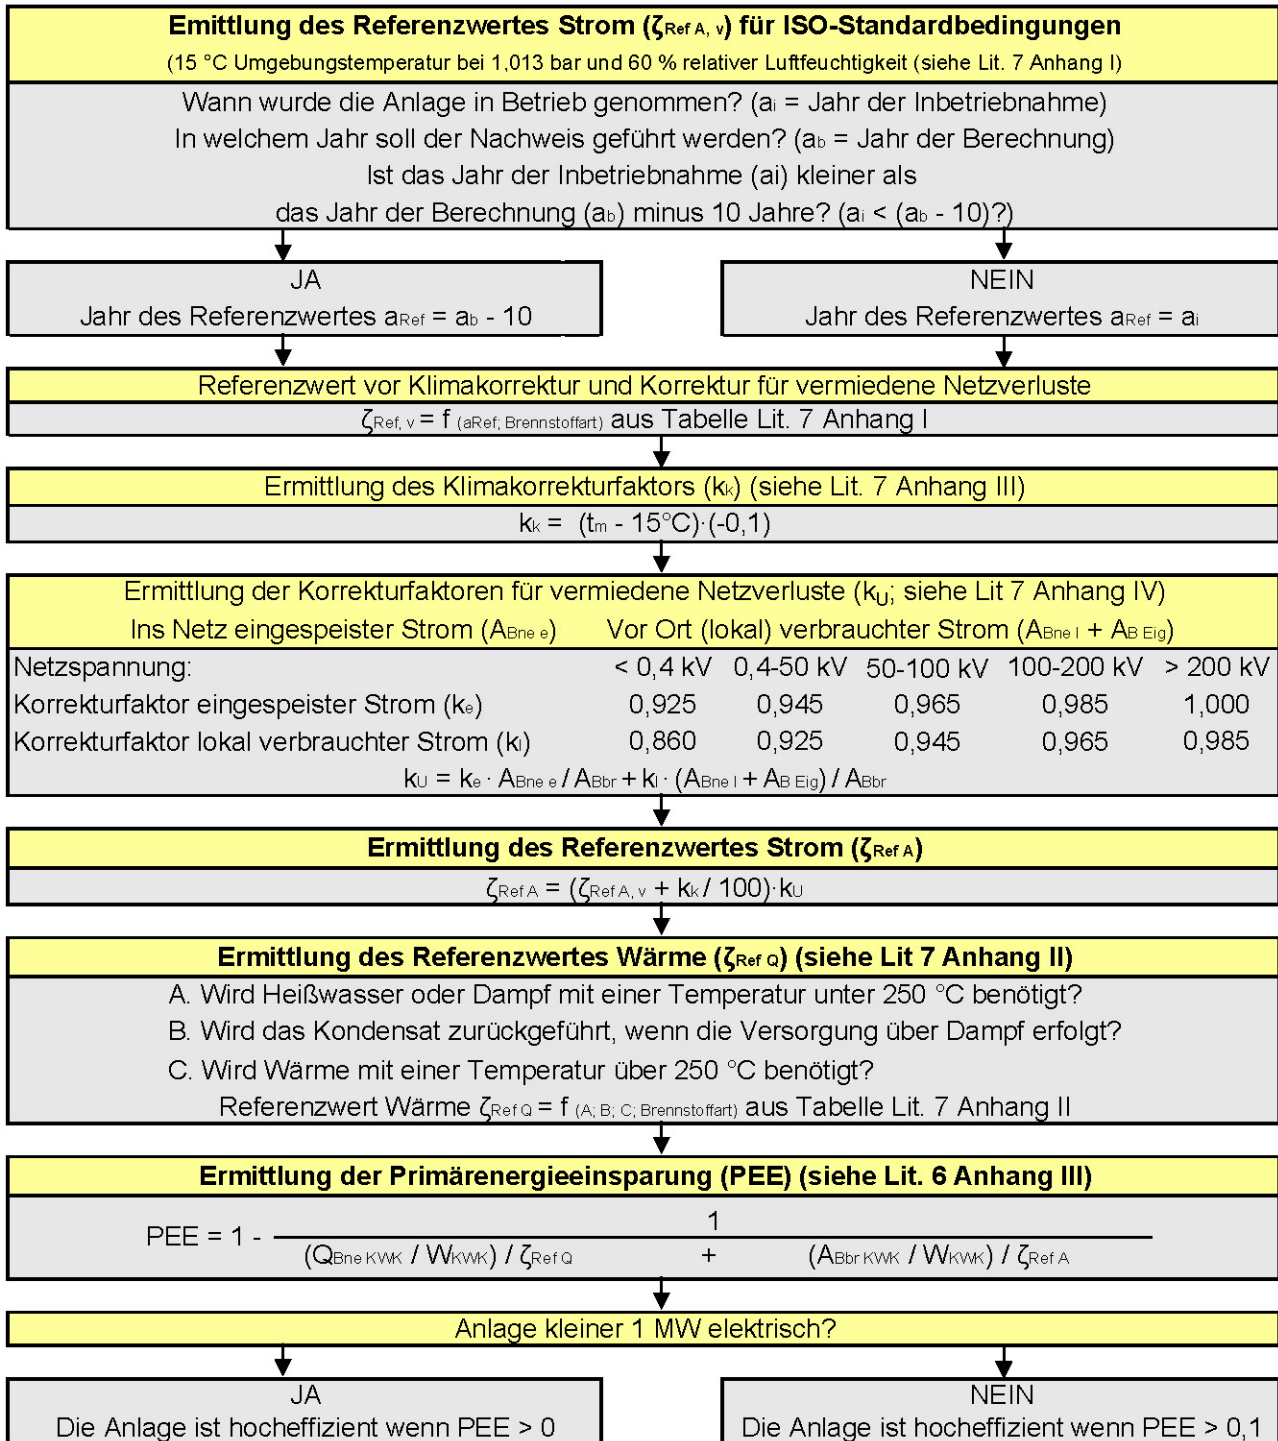 Ermittlung des Referenzwertes Strom (ζRef A, v) für ISO-Standardbedingungen
(15 °C Umgebungstemperatur bei 1,013 bar und 60 % relativer Luftfeuchtigkeit (siehe Lit. 7 Anhang I)
Wann wurde die Anlage in Betrieb genommen? (ai = Jahr der Inbetriebnahme)
In welchem Jahr soll der Nachweis geführt werden? (ab = Jahr der Berechnung)
Ist das Jahr der Inbetriebnahme (ai) kleiner als
das Jahr der Berechnung (ab) minus 10 Jahre? (ai < (ab - 10)?)
JA
Jahr des Referenzwertes aRef = ab - 10
NEIN
Jahr des Referenzwertes aRef = ai
Referenzwert vor Klimakorrektur und Korrektur für vermiedene Netzverluste
ζRef, v = f (aRef; Brennstoffart) aus Tabelle Lit. 7 Anhang I
Ermittlung des Klimakorrekturfaktors (kk) (siehe Lit. 7 Anhang III)
kk = (tm - 15°C)·(-0,1)
Ermittlung der Korrekturfaktoren für vermiedene Netzverluste (kU; siehe Lit 7 Anhang IV)
Ins Netz eingespeister Strom (ABne e) Vor Ort (lokal) verbrauchter Strom (ABne l + AB Eig)
Netzspannung: < 0,4 kV 0,4-50 kV 50-100 kV 100-200 kV > 200 kV
Korrekturfaktor eingespeister Strom (ke) 0,925 0,945 0,965 0,985 1,000
Korrekturfaktor lokal verbrauchter Strom (kl) 0,860 0,925 0,945 0,965 0,985
kU = ke · ABne e / ABbr + kl · (ABne l + AB Eig) / ABbr
Ermittlung des Referenzwertes Strom (ζRef A)
ζRef A = (ζRef A, v + kk / 100)·kU
Ermittlung des Referenzwertes Wärme (ζRef Q) (siehe Lit 7 Anhang II)
A. Wird Heißwasser oder Dampf mit einer Temperatur unter 250 °C benötigt?
B. Wird das Kondensat zurückgeführt, wenn die Versorgung über Dampf erfolgt?
C. Wird Wärme mit einer Temperatur über 250 °C benötigt?
Referenzwert Wärme ζRef Q = f (A; B; C; Brennstoffart) aus Tabelle Lit. 7 Anhang II
Ermittlung der Primärenergieeinsparung (PEE) (siehe Lit. 6 Anhang III)
1
PEE = 1 -
(QBne KWK / WKWK) / ζRef Q + (ABbr KWK / WKWK) / ζRef A
Anlage kleiner 1 MW elektrisch?
JA
Die Anlage ist hocheffizient wenn PEE > 0
NEIN
Die Anlage ist hocheffizient wenn PEE > 0,1